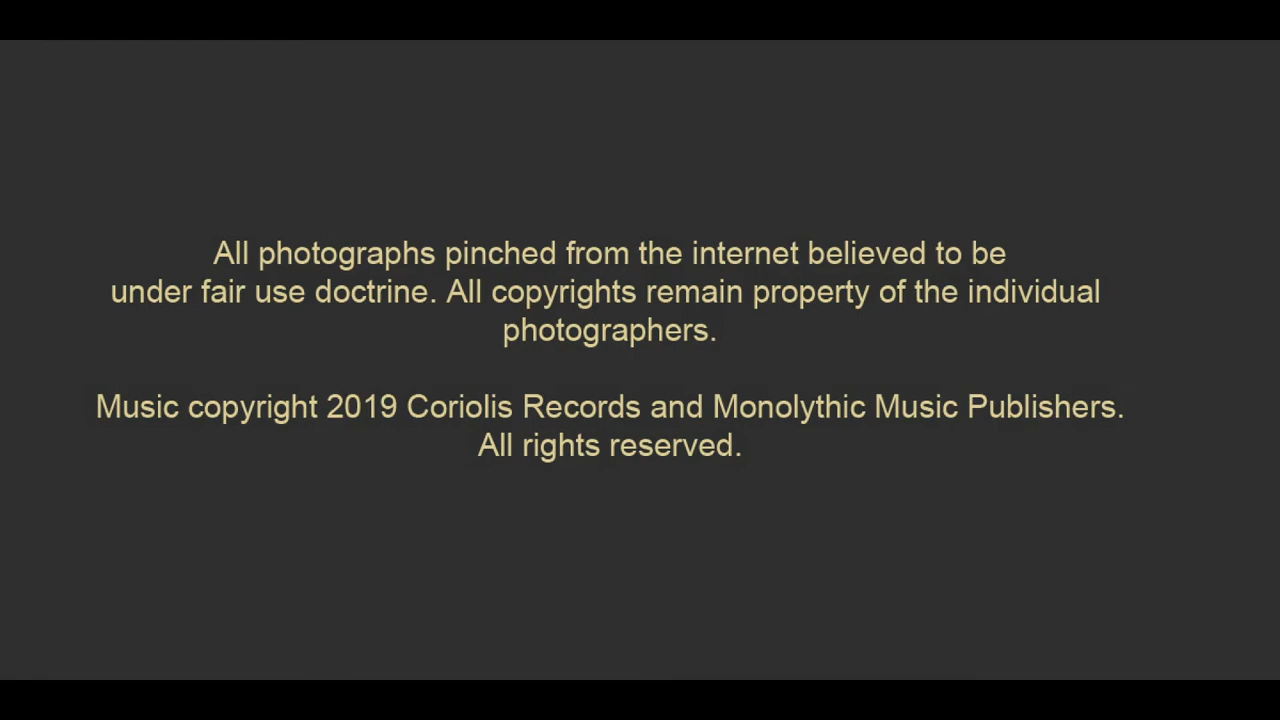 All photographs pinched from the internet believed to be
under fair use doctrine. All copyrights remain property of the individual
photographers.
Music copyright 2019 Coriolis Records and Monolythic Music Publishers.
All rights reserved.